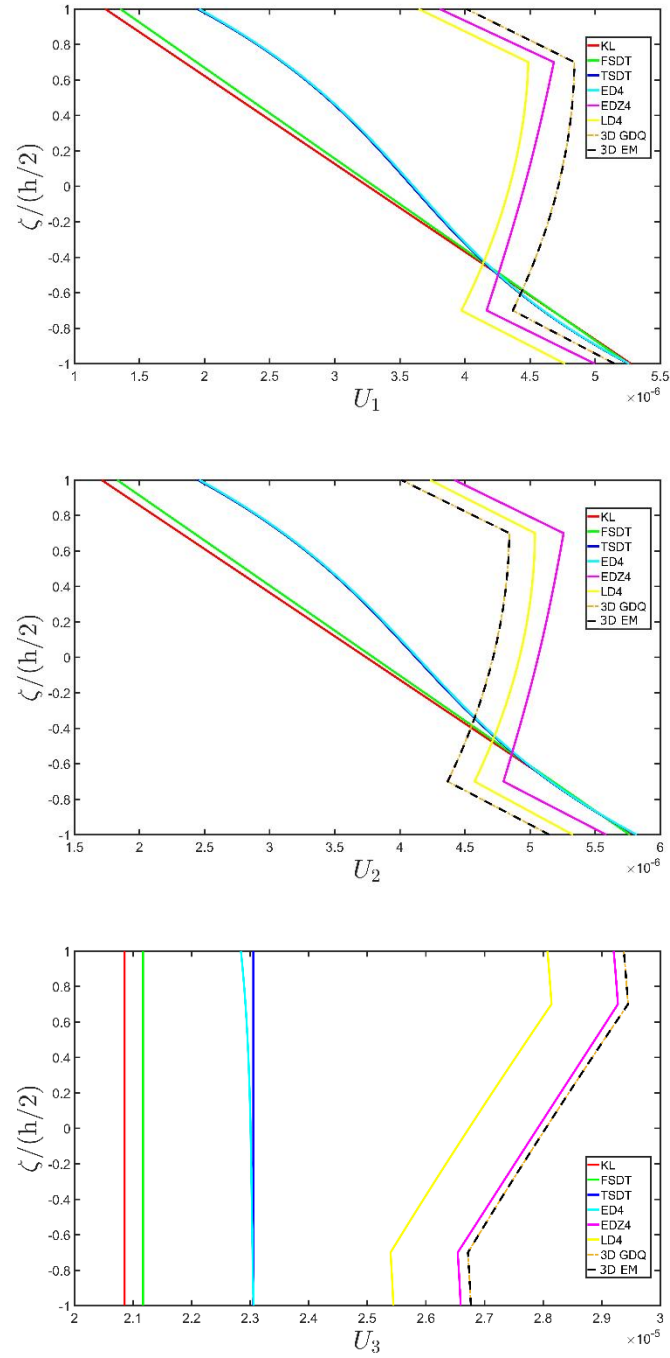 1
0.8
0.6
0.4
0.2
0
-0.2
-0.4
-0.6
-0.8
-1
ζ/(h/2)
KL
FSDT
TSDT
ED4
EDZ4
LD4
3D GDQ
3D EM
1 1.5 2 2.5 3 3.5 4 4.5 5 5.5
U₁
×10⁻⁶
1
0.8
0.6
0.4
0.2
0
-0.2
-0.4
-0.6
-0.8
-1
ζ/(h/2)
KL
FSDT
TSDT
ED4
EDZ4
LD4
3D GDQ
3D EM
1.5 2 2.5 3 3.5 4 4.5 5 5.5 6
U₂
×10⁻⁶
1
0.8
0.6
0.4
0.2
0
-0.2
-0.4
-0.6
-0.8
-1
ζ/(h/2)
KL
FSDT
TSDT
ED4
EDZ4
LD4
3D GDQ
3D EM
2 2.1 2.2 2.3 2.4 2.5 2.6 2.7 2.8 2.9 3
U₃
×10⁻⁵